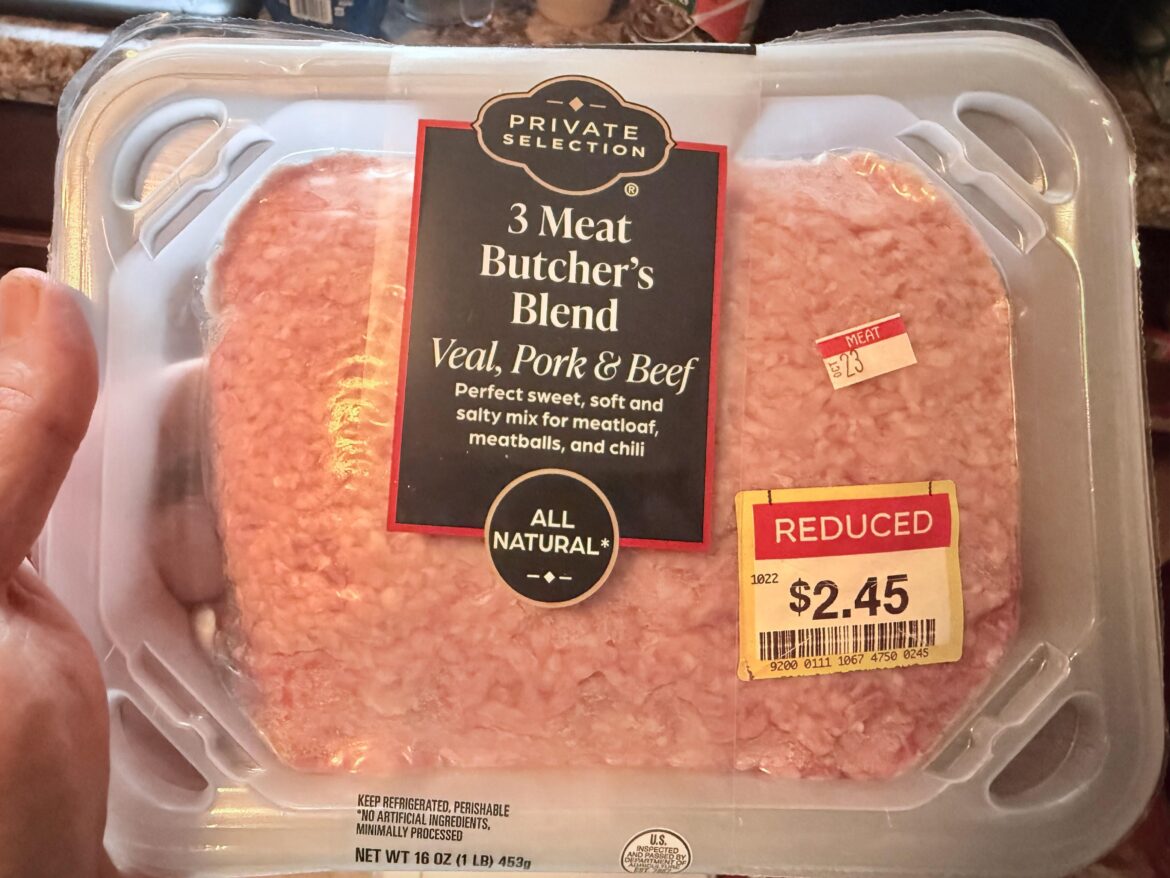 PRIVATE
SELECTION
®
3 Meat
Butcher's
Blend
Veal, Pork & Beef
Perfect sweet, soft and
salty mix for meatloaf,
meatballs, and chili
ALL
NATURAL*
MEAT
OCT
23
REDUCED
1022
$2.45
9200 0111 1067 4750 0245
KEEP REFRIGERATED, PERISHABLE
*NO ARTIFICIAL INGREDIENTS,
MINIMALLY PROCESSED
NET WT 16 OZ (1 LB) 453g
U.S.
INSPECTED
AND PASSED BY
DEPARTMENT OF
AGRICULTURE